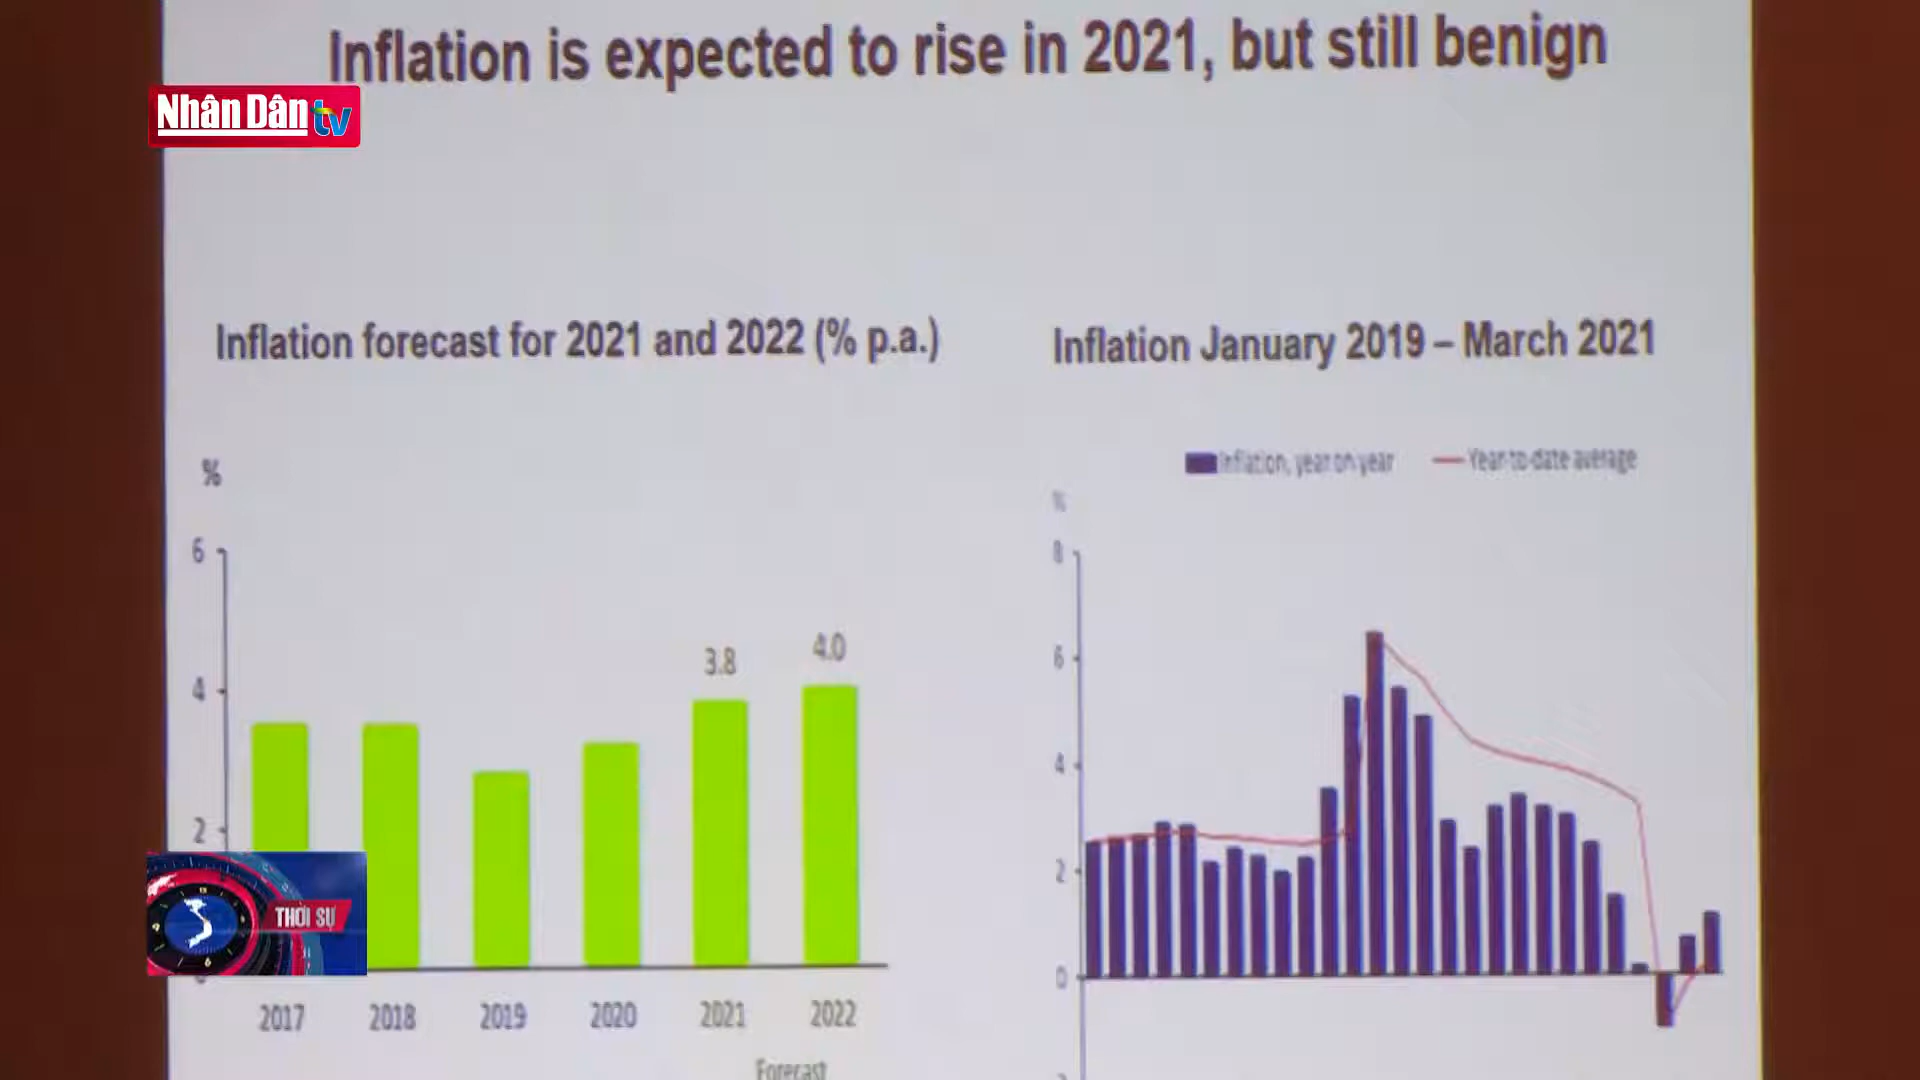 Inflation is expected to rise in 2021, but still benign
Nhân Dân tv
Inflation forecast for 2021 and 2022 (% p.a.)
Inflation January 2019 – March 2021
Inflation, year on year
Year-to-date average
%
%
6
4
2
3.8
4.0
2017
2018
2019
2020
2021
2022
Forecast
8
6
4
2
0
THỜI SỰ